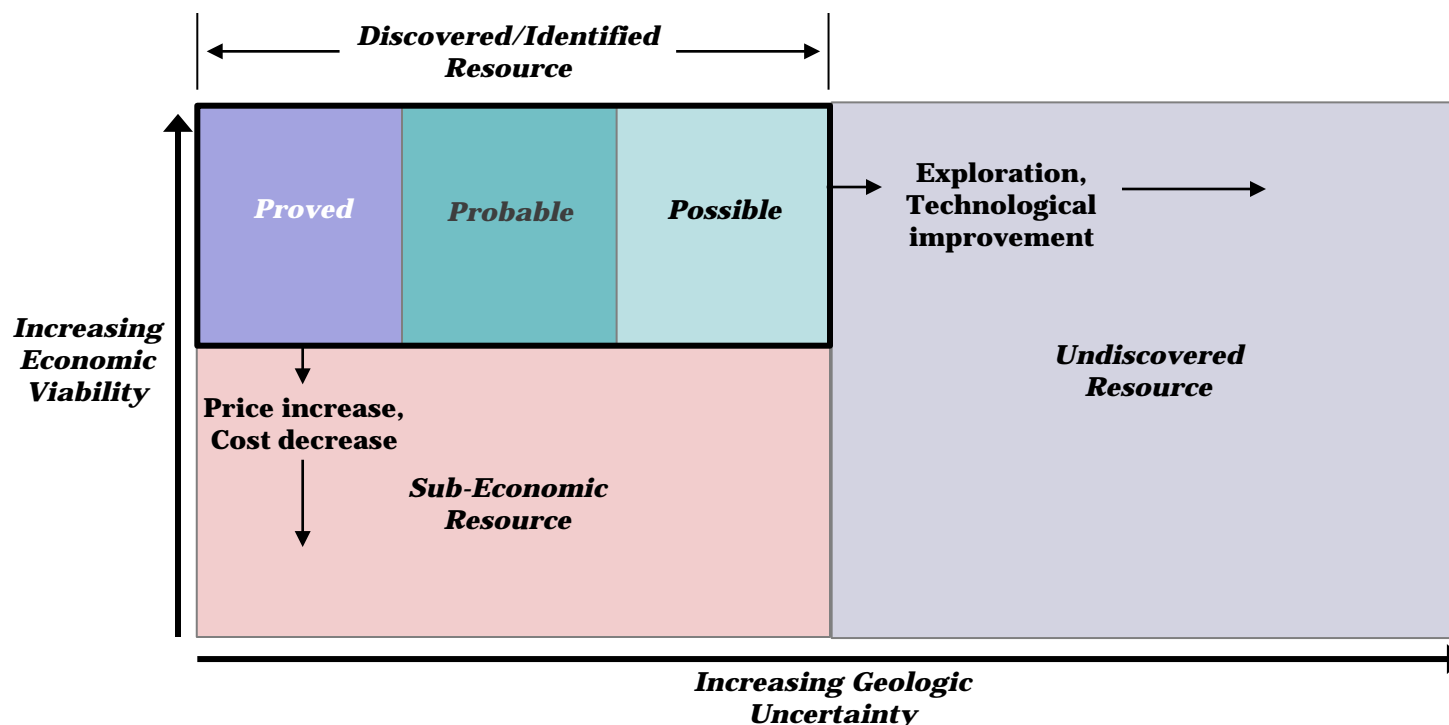 Discovered/Identified
Resource
Proved
Probable
Possible
Exploration,
Technological
improvement
Increasing
Economic
Viability
Undiscovered
Resource
Price increase,
Cost decrease
Sub-Economic
Resource
Increasing Geologic
Uncertainty